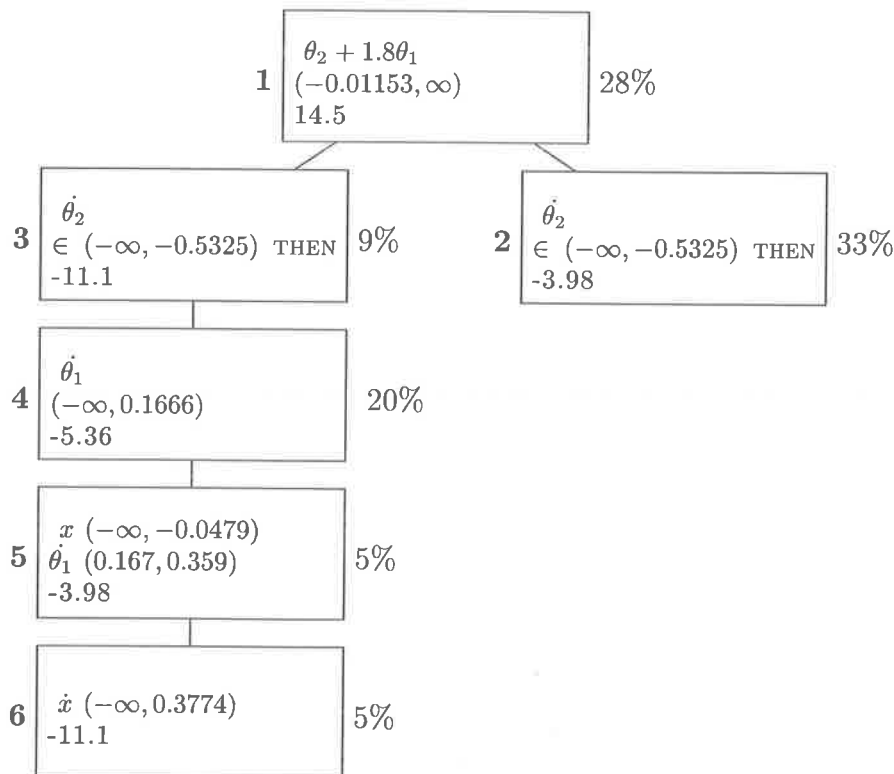 θ₂ + 1.8θ₁
1 (−0.01153, ∞) 28%
14.5
θ̇₂
3 ∈ (−∞, −0.5325) THEN 9%
-11.1
θ̇₂
2 ∈ (−∞, −0.5325) THEN 33%
-3.98
θ̇₁
4 (−∞, 0.1666) 20%
-5.36
x (−∞, −0.0479)
5 θ̇₁ (0.167, 0.359) 5%
-3.98
6 ẋ (−∞, 0.3774) 5%
-11.1